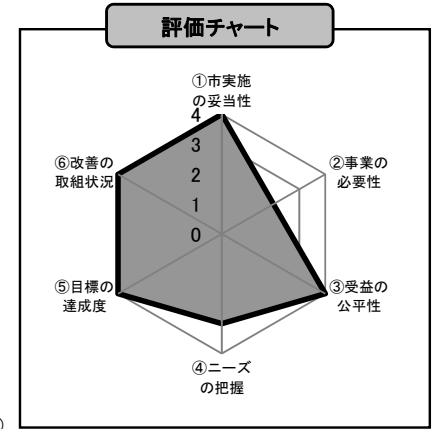 評価チャート
①市実施
の妥当性
4
3
2
1
0
②事業の
必要性
③受益の
公平性
④ニーズ
の把握
⑤目標の
達成度
⑥改善の
取組状況